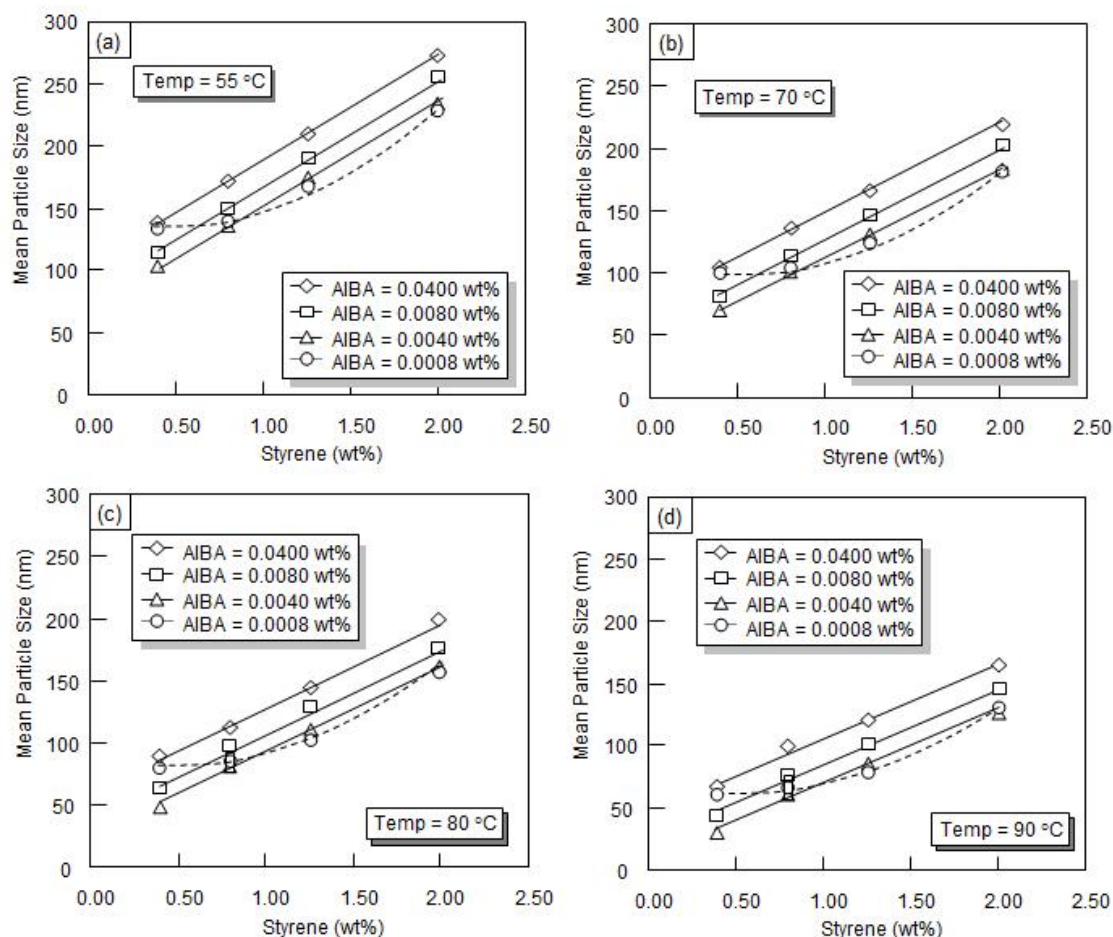 (a)
Temp = 55 °C
Mean Particle Size (nm)
300
250
200
150
100
50
0
AIBA = 0.0400 wt%
AIBA = 0.0080 wt%
AIBA = 0.0040 wt%
AIBA = 0.0008 wt%
0.00 0.50 1.00 1.50 2.00 2.50
Styrene (wt%)
(b)
Temp = 70 °C
Mean Particle Size (nm)
300
250
200
150
100
50
0
AIBA = 0.0400 wt%
AIBA = 0.0080 wt%
AIBA = 0.0040 wt%
AIBA = 0.0008 wt%
0.00 0.50 1.00 1.50 2.00 2.50
Styrene (wt%)
(c)
AIBA = 0.0400 wt%
AIBA = 0.0080 wt%
AIBA = 0.0040 wt%
AIBA = 0.0008 wt%
Mean Particle Size (nm)
300
250
200
150
100
50
0
Temp = 80 °C
0.00 0.50 1.00 1.50 2.00 2.50
Styrene (wt%)
(d)
AIBA = 0.0400 wt%
AIBA = 0.0080 wt%
AIBA = 0.0040 wt%
AIBA = 0.0008 wt%
Mean Particle Size (nm)
300
250
200
150
100
50
0
Temp = 90 °C
0.00 0.50 1.00 1.50 2.00 2.50
Styrene (wt%)